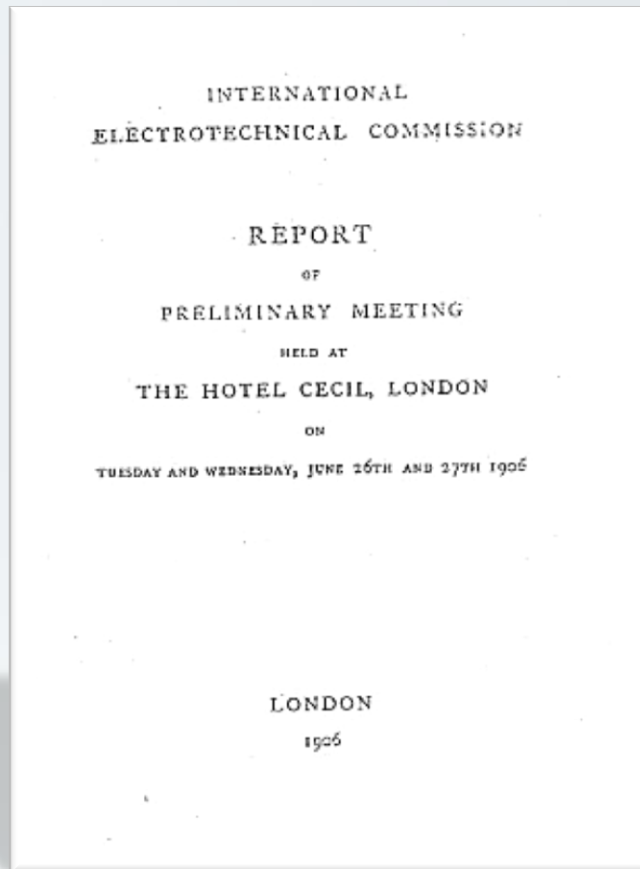 INTERNATIONAL
ELECTROTECHNICAL COMMISSION
REPORT
OF
PRELIMINARY MEETING
HELD AT
THE HOTEL CECIL, LONDON
ON
TUESDAY AND WEDNESDAY, JUNE 26TH AND 27TH 1906
LONDON
1906